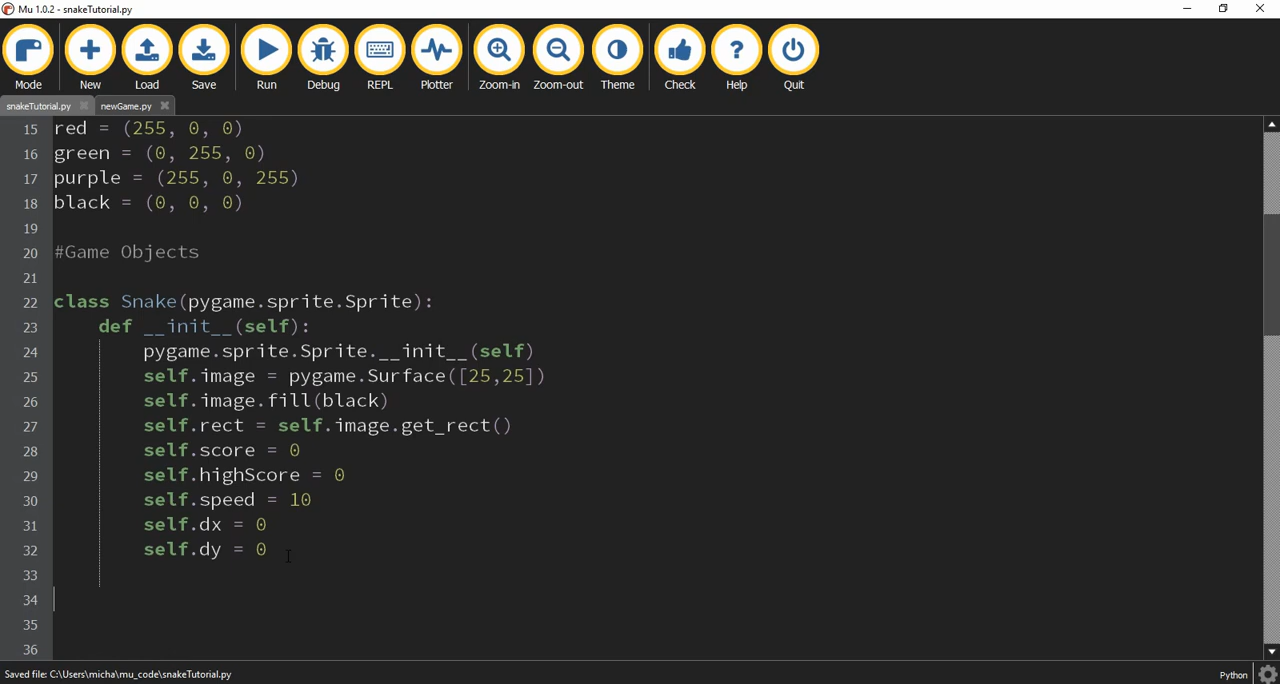 Mu 1.0.2 - snakeTutorial.py
Mode New Load Save Run Debug REPL Plotter Zoom-in Zoom-out Theme Check Help Quit
snakeTutorial.py newGame.py
15 red = (255, 0, 0)
16 green = (0, 255, 0)
17 purple = (255, 0, 255)
18 black = (0, 0, 0)
19
20 #Game Objects
21
22 class Snake(pygame.sprite.Sprite):
23 def __init__(self):
24 pygame.sprite.Sprite.__init__(self)
25 self.image = pygame.Surface([25,25])
26 self.image.fill(black)
27 self.rect = self.image.get_rect()
28 self.score = 0
29 self.highScore = 0
30 self.speed = 10
31 self.dx = 0
32 self.dy = 0
33
34
35
36
Saved file: C:\Users\micha\mu_code\snakeTutorial.py Python